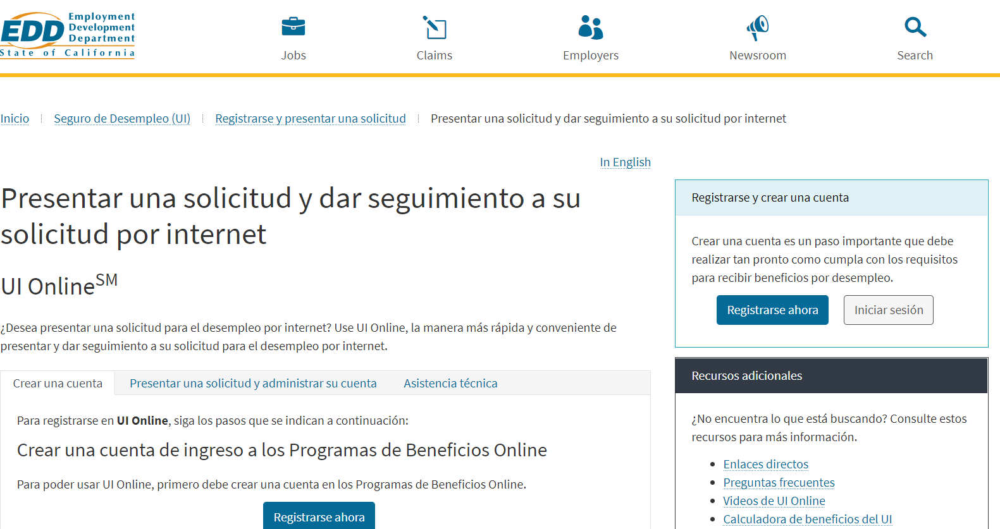 EDD Employment
Development
Department
State of California
Jobs
Claims
Employers
Newsroom
Search
Inicio
Seguro de Desempleo (UI)
Registrarse y presentar una solicitud
Presentar una solicitud y dar seguimiento a su solicitud por internet
In English
Presentar una solicitud y dar seguimiento a su
solicitud por internet
UI OnlineSM
¿Desea presentar una solicitud para el desempleo por internet? Use UI Online, la manera más rápida y conveniente de
presentar y dar seguimiento a su solicitud para el desempleo por internet.
Crear una cuenta
Presentar una solicitud y administrar su cuenta
Asistencia técnica
Para registrarse en UI Online, siga los pasos que se indican a continuación:
Crear una cuenta de ingreso a los Programas de Beneficios Online
Para poder usar UI Online, primero debe crear una cuenta en los Programas de Beneficios Online.
Registrarse ahora
Registrarse y crear una cuenta
Crear una cuenta es un paso importante que debe
realizar tan pronto como cumpla con los requisitos
para recibir beneficios por desempleo.
Registrarse ahora
Iniciar sesión
Recursos adicionales
¿No encuentra lo que está buscando? Consulte estos
recursos para más información.
Enlaces directos
Preguntas frecuentes
Videos de UI Online
Calculadora de beneficios del UI